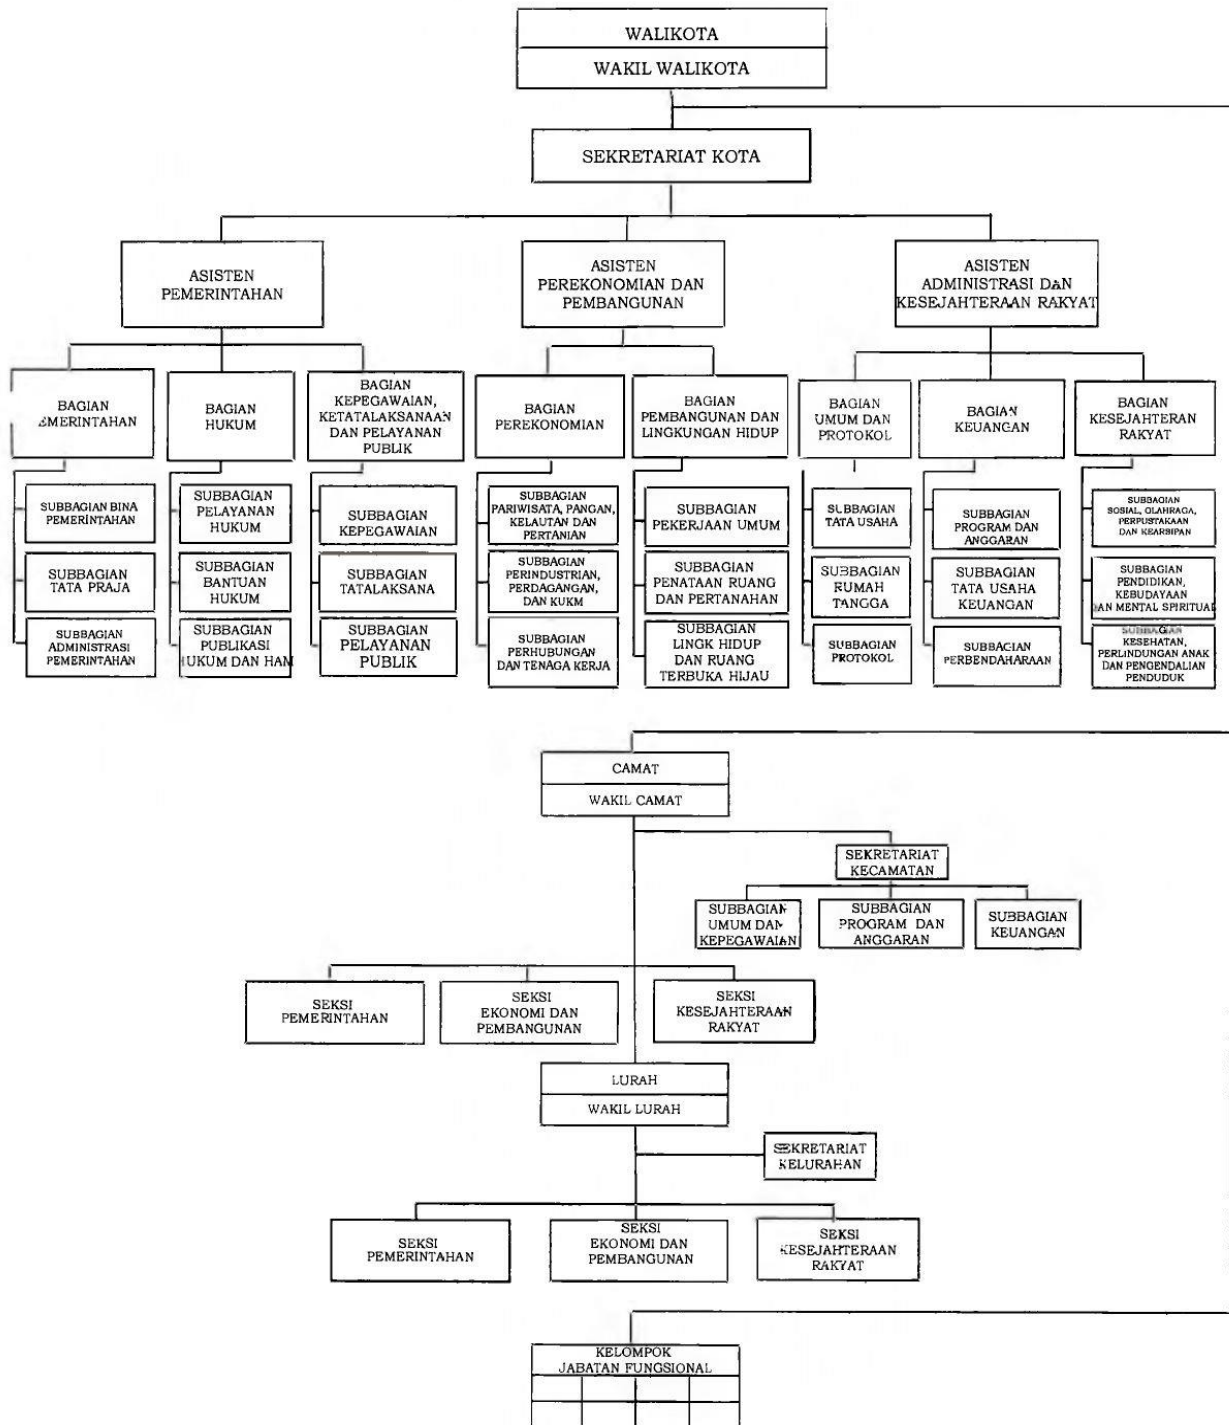 WALIKOTA
WAKIL WALIKOTA
SEKRETARIAT KOTA
ASISTEN
PEMERINTAHAN
ASISTEN
PEREKONOMIAN DAN
PEMBANGUNAN
ASISTEN
ADMINISTRASI DAN
KESEJAHTERAAN RAKYAT
BAGIAN
PEMERINTAHAN
BAGIAN
HUKUM
BAGIAN
KEPEGAWAIAN,
KETATALAKSANAAN
DAN PELAYANAN
PUBLIK
BAGIAN
PEREKONOMIAN
BAGIAN
PEMBANGUNAN DAN
LINGKUNGAN HIDUP
BAGIAN
UMUM DAN
PROTOKOL
BAGIAN
KEUANGAN
BAGIAN
KESEJAHTERAN
RAKYAT
SUBBAGIAN BINA
PEMERINTAHAN
SUBBAGIAN
TATA PRAJA
SUBBAGIAN
ADMINISTRASI
PEMERINTAHAN
SUBBAGIAN
PELAYANAN
HUKUM
SUBBAGIAN
BANTUAN
HUKUM
SUBBAGIAN
PUBLIKASI
HUKUM DAN HAM
SUBBAGIAN
KEPEGAWAIAN
SUBBAGIAN
TATALAKSANA
SUBBAGIAN
PELAYANAN
PUBLIK
SUBBAGIAN
PARIWISATA, PANGAN,
KELAUTAN DAN
PERTANIAN
SUBBAGIAN
PERINDUSTRIAN,
PERDAGANGAN,
DAN KUKM
SUBBAGIAN
PERHUBUNGAN
DAN TENAGA KERJA
SUBBAGIAN
PEKERJAAN UMUM
SUBBAGIAN
PENATAAN RUANG
DAN PERTANAHAN
SUBBAGIAN
LINGK HIDUP
DAN RUANG
TERBUKA HIJAU
SUBBAGIAN
TATA USAHA
SUBBAGIAN
RUMAH
TANGGA
SUBBAGIAN
PROTOKOL
SUBBAGIAN
PROGRAM DAN
ANGGARAN
SUBBAGIAN
TATA USAHA
KEUANGAN
SUBBAGIAN
PERBENDAHARAAN
SUBBAGIAN
SOSIAL, OLAHRAGA,
PERPUSTAKAAN
DAN KEARSIPAN
SUBBAGIAN
PENDIDIKAN,
KEBUDAYAAN
DAN MENTAL SPIRITUAL
SUBBAGIAN
KESEHATAN,
PERLINDUNGAN ANAK
DAN PENGENDALIAN
PENDUDUK
CAMAT
WAKIL CAMAT
SEKRETARIAT
KECAMATAN
SUBBAGIAN
UMUM DAN
KEPEGAWAIAN
SUBBAGIAN
PROGRAM DAN
ANGGARAN
SUBBAGIAN
KEUANGAN
SEKSI
PEMERINTAHAN
SEKSI
EKONOMI DAN
PEMBANGUNAN
SEKSI
KESEJAHTERAAN
RAKYAT
LURAH
WAKIL LURAH
SEKRETARIAT
KELURAHAN
SEKSI
PEMERINTAHAN
SEKSI
EKONOMI DAN
PEMBANGUNAN
SEKSI
KESEJAHTERAAN
RAKYAT
KELOMPOK
JABATAN FUNGSIONAL